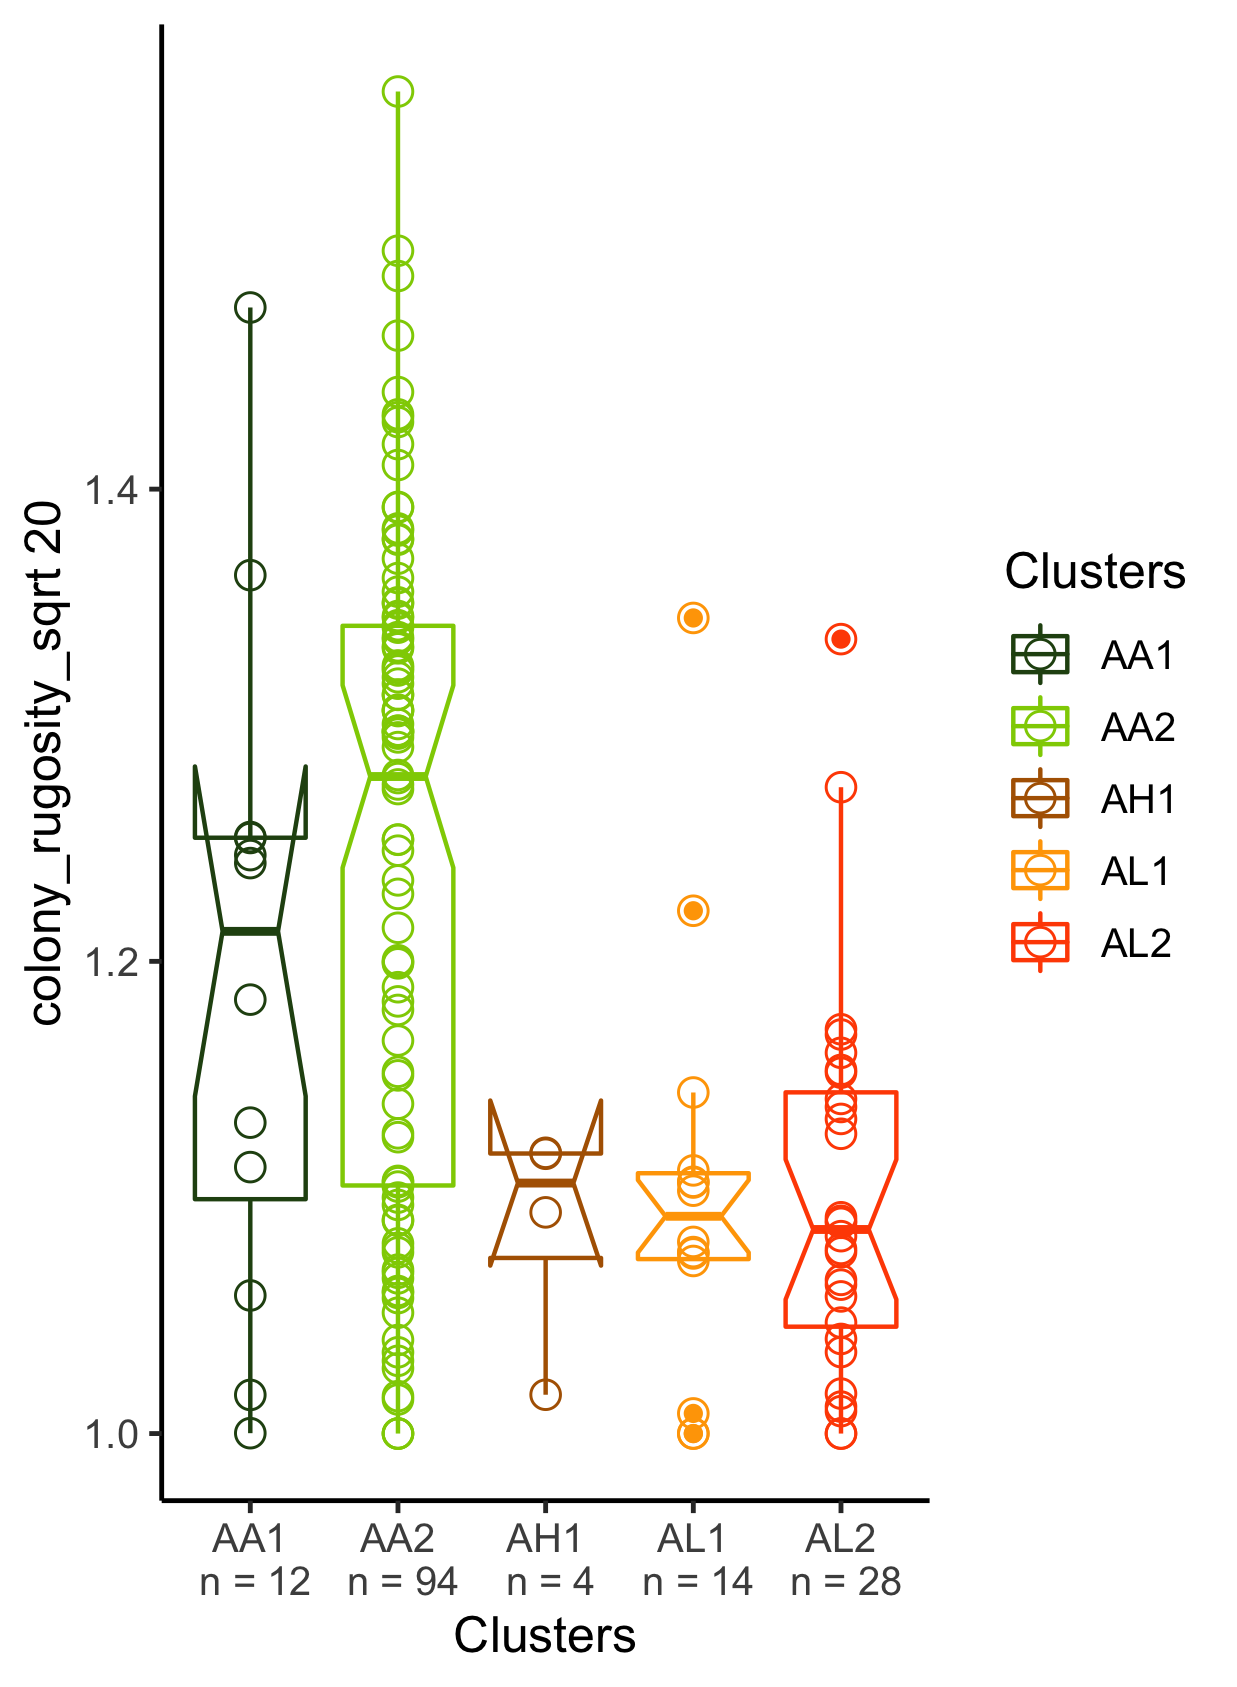 colony_rugosity_sqrt 20
1.4
1.2
1.0
AA1
n = 12
AA2
n = 94
AH1
n = 4
AL1
n = 14
AL2
n = 28
Clusters
Clusters
AA1
AA2
AH1
AL1
AL2